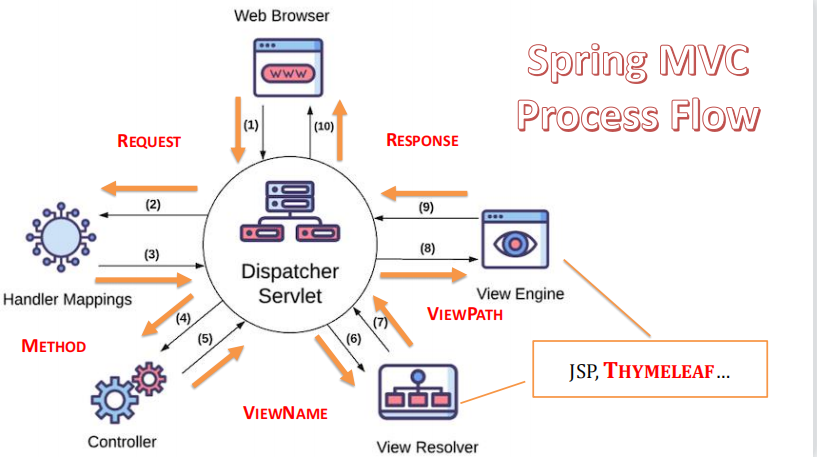 Web Browser
Spring MVC
Process Flow
WWW
(1)
(10)
REQUEST
RESPONSE
(2)
(9)
(3)
(8)
Dispatcher
Servlet
Handler Mappings
View Engine
(4)
(5)
(6)
(7)
VIEWPATH
METHOD
JSP, THYMELEAF...
VIEWNAME
Controller
View Resolver